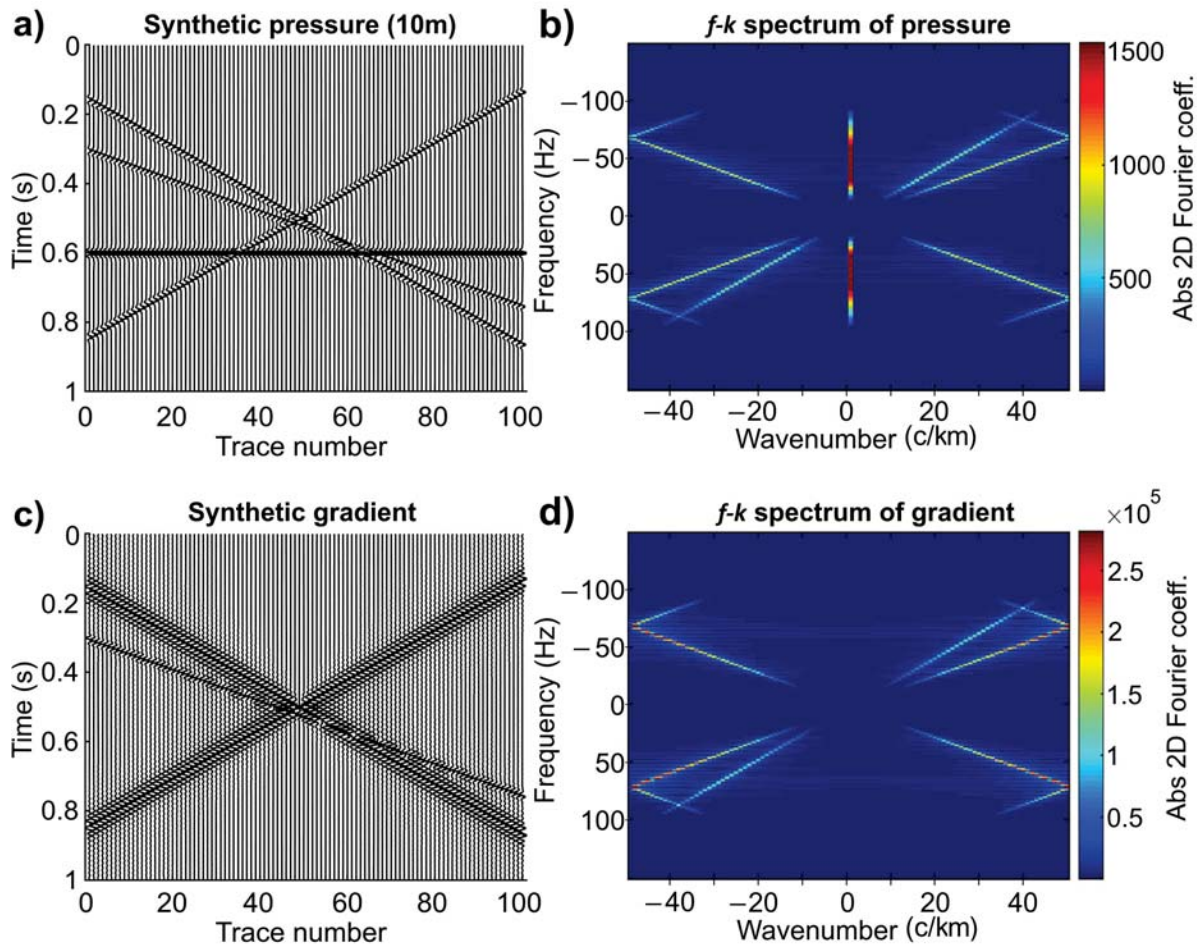 a) Synthetic pressure (10m)
0
0.2
0.4
0.6
0.8
1
Time (s)
0 20 40 60 80 100
Trace number
b) f-k spectrum of pressure
−100
−50
0
50
100
Frequency (Hz)
−40 −20 0 20 40
Wavenumber (c/km)
1500
1000
500
Abs 2D Fourier coeff.
c) Synthetic gradient
0
0.2
0.4
0.6
0.8
1
Time (s)
0 20 40 60 80 100
Trace number
d) f-k spectrum of gradient
−100
−50
0
50
100
Frequency (Hz)
−40 −20 0 20 40
Wavenumber (c/km)
×10⁵
2.5
2
1.5
1
0.5
Abs 2D Fourier coeff.